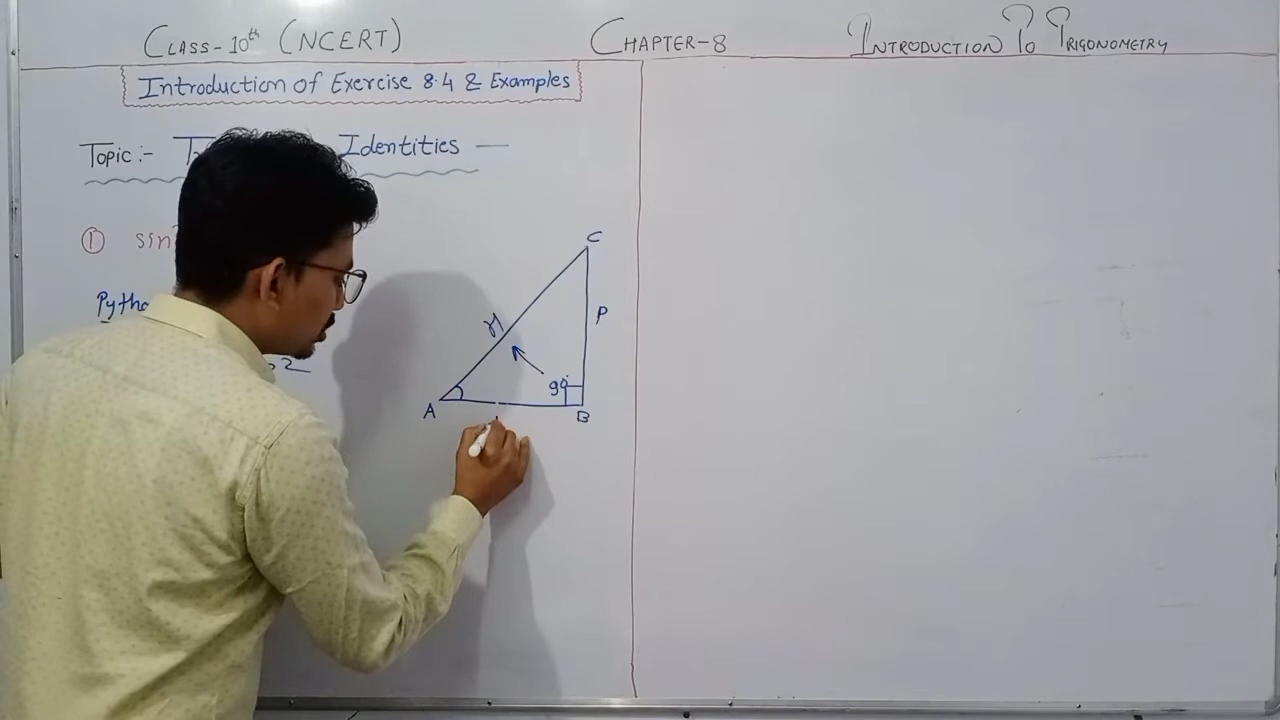 CLASS-10th (NCERT) CHAPTER-8 INTRODUCTION TO TRIGONOMETRY
Introduction of Exercise 8.4 & Examples
TOPIC:- Identities —
① sin
C
P
H
90°
A
B